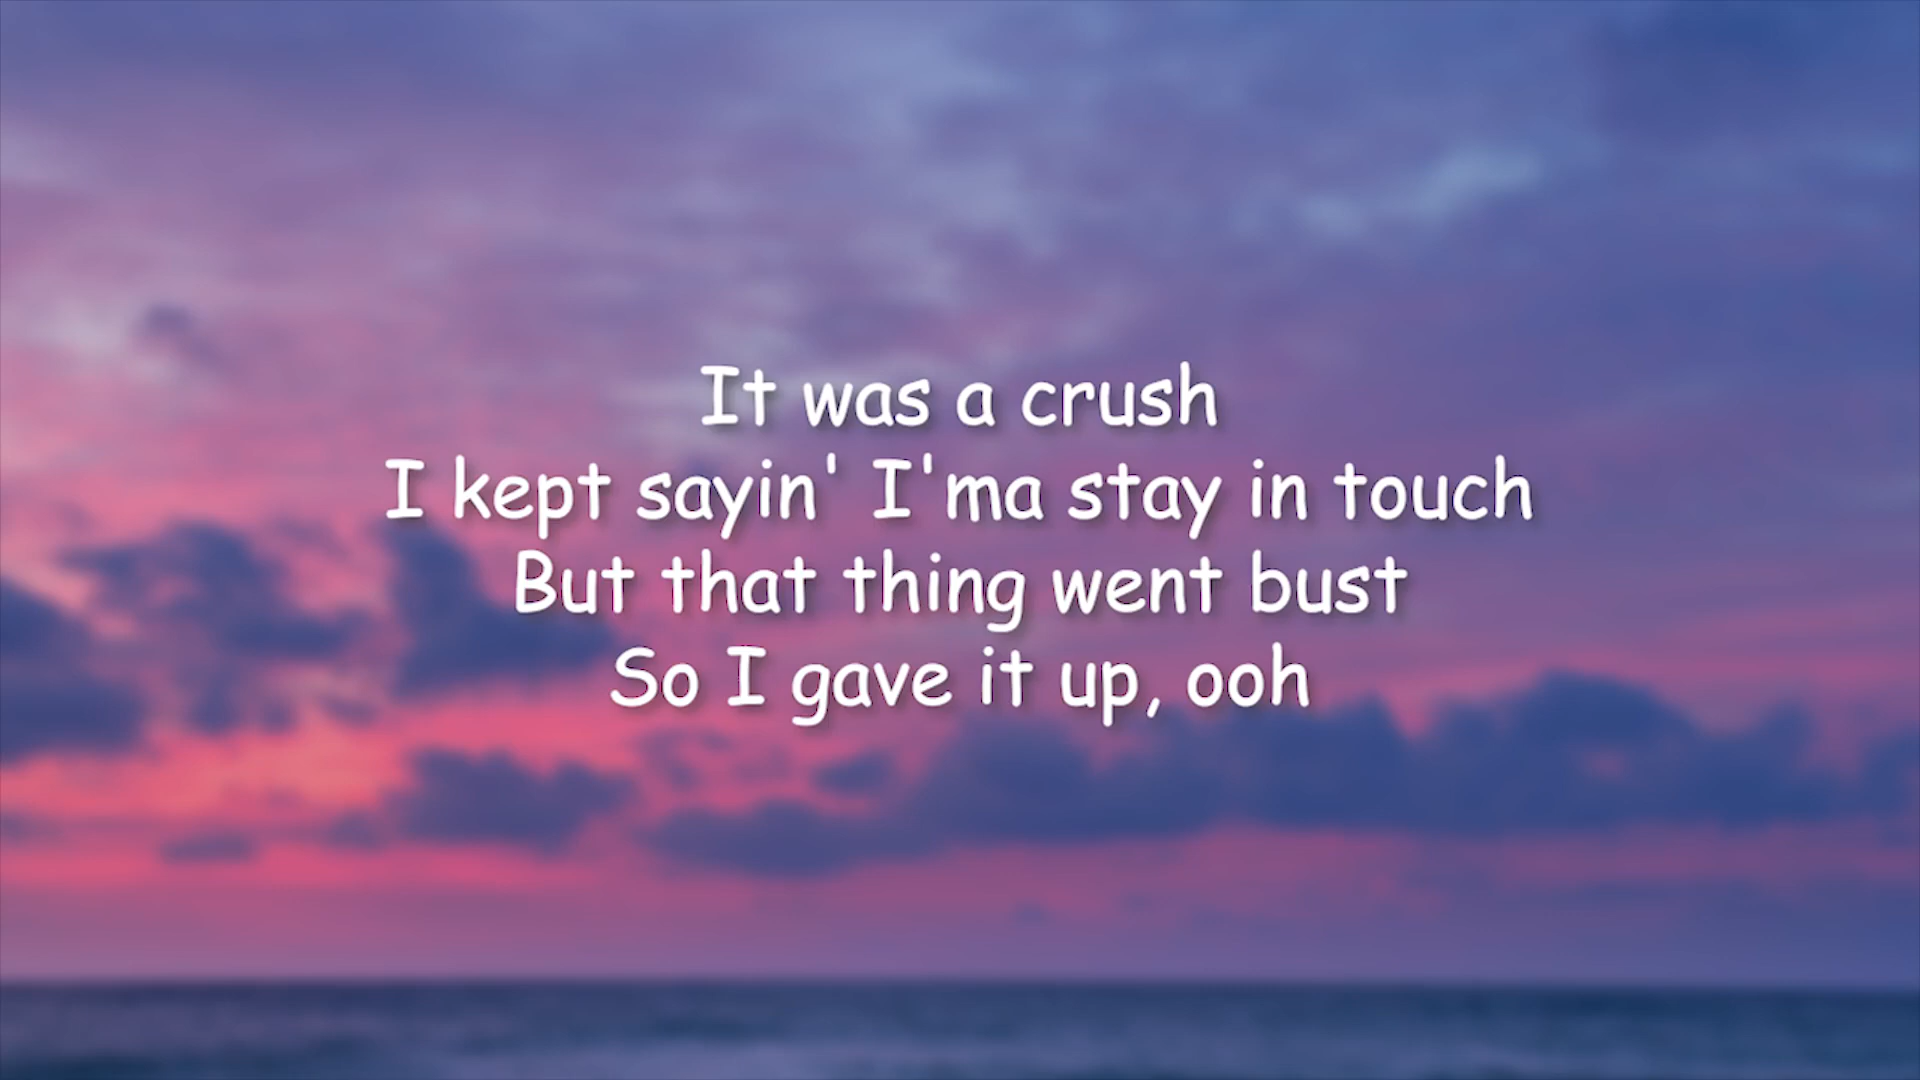 It was a crush
I kept sayin' I'ma stay in touch
But that thing went bust
So I gave it up, ooh